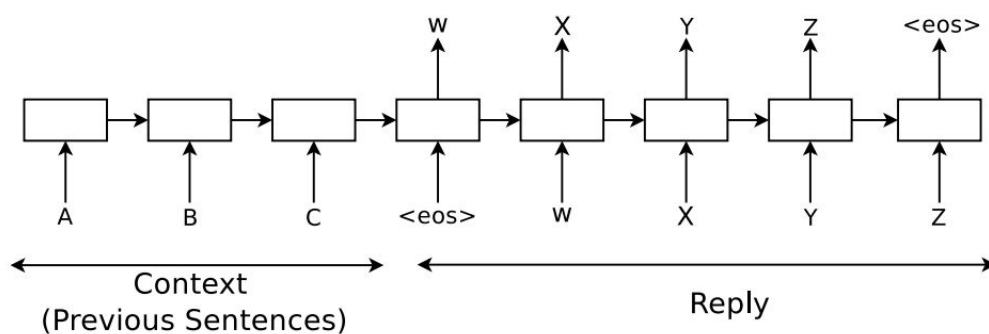 w X Y Z <eos>
A B C <eos> w X Y Z
Context
(Previous Sentences)
Reply